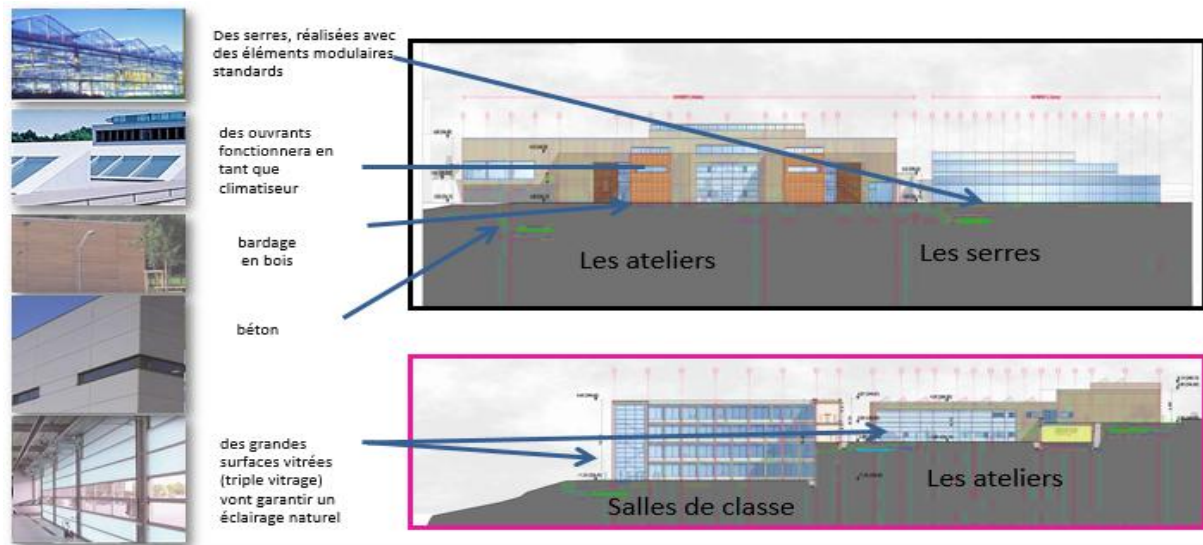 Des serres, réalisées avec
des éléments modulaires
standards
des ouvrants
fonctionnera en
tant que
climatiseur
bardage
en bois
béton
des grandes
surfaces vitrées
(triple vitrage)
vont garantir un
éclairage naturel
Les ateliers
Les serres
Salles de classe
Les ateliers